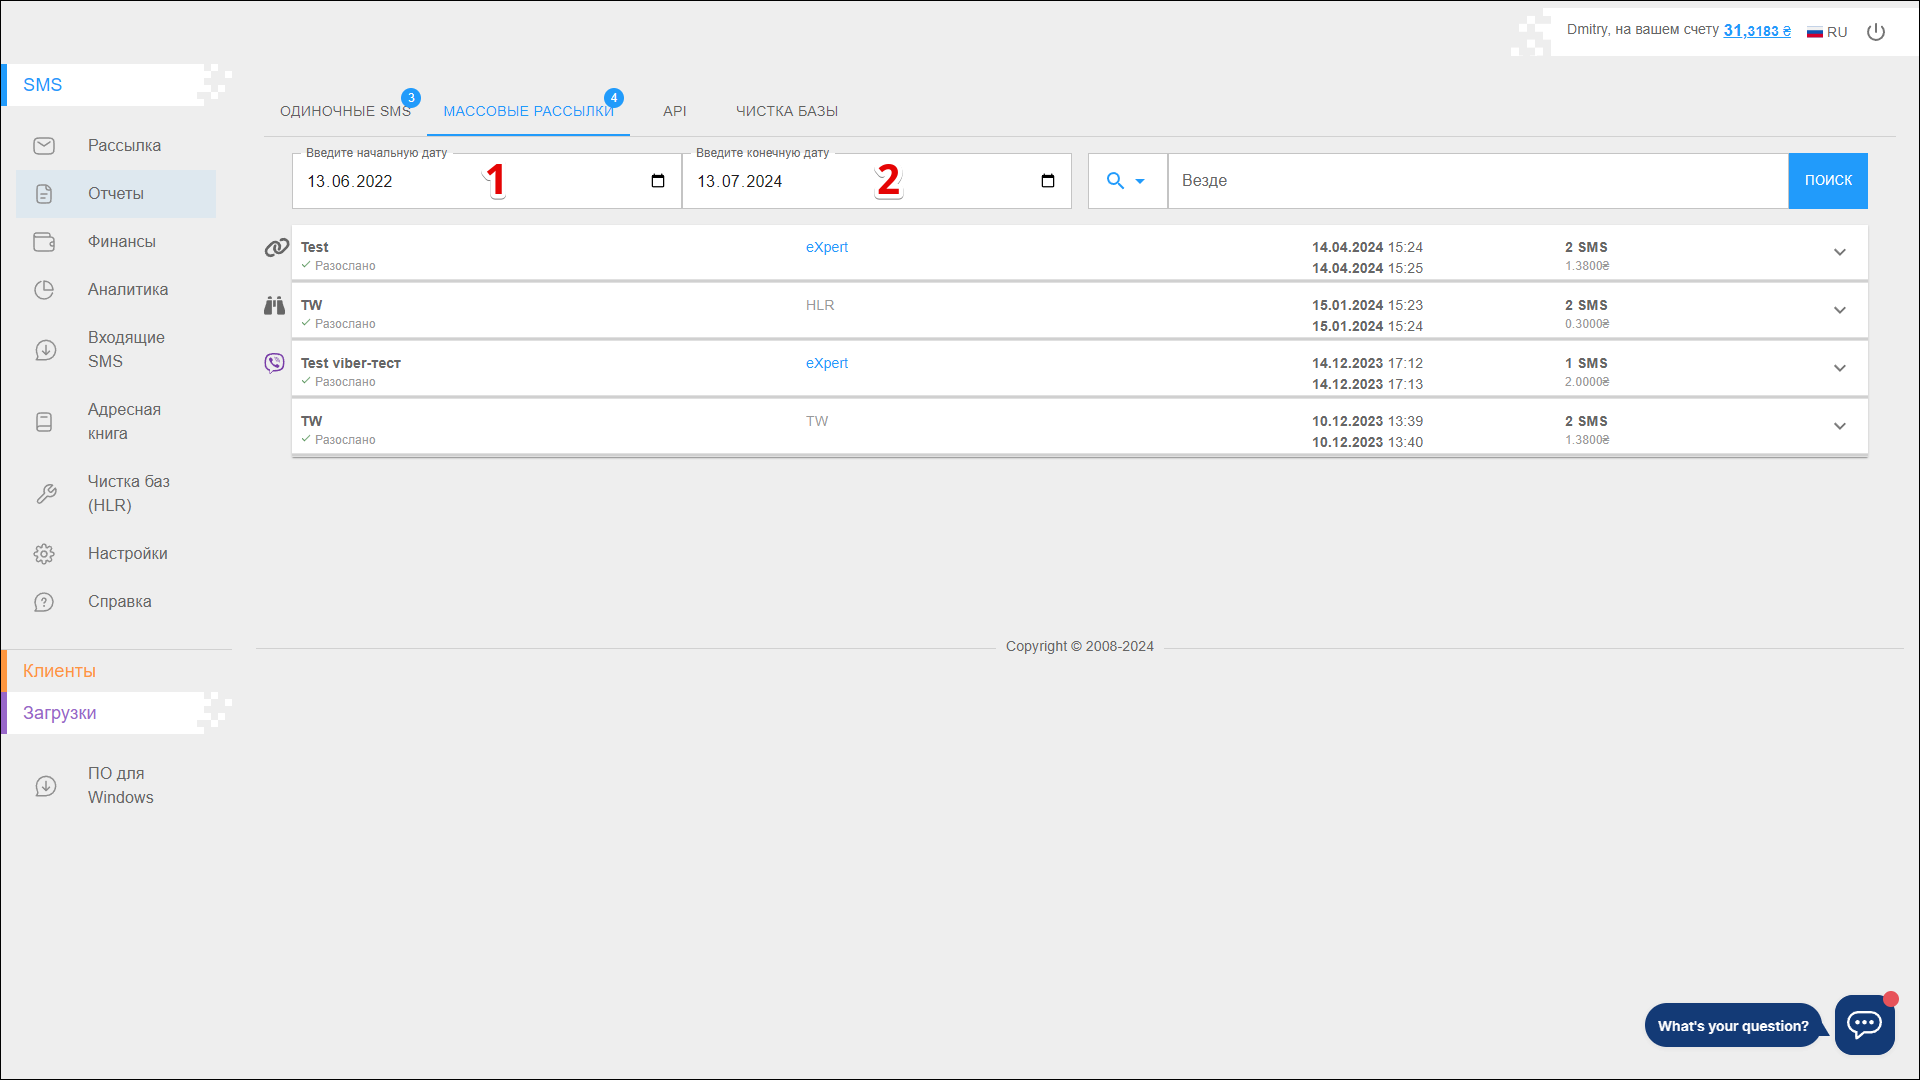 Dmitry, на вашем счету 31,3183 ₴ RU
SMS
ОДИНОЧНЫЕ SMS 3 МАССОВЫЕ РАССЫЛКИ 4 API ЧИСТКА БАЗЫ
Рассылка
Отчеты
Финансы
Аналитика
Входящие
SMS
Адресная
книга
Чистка баз
(HLR)
Настройки
Справка
Клиенты
Загрузки
ПО для
Windows
Введите начальную дату Введите конечную дату
13.06.2022 1 13.07.2024 2 Везде ПОИСК
Test eXpert 14.04.2024 15:24 2 SMS
Разослано 14.04.2024 15:25 1.3800₴
TW HLR 15.01.2024 15:23 2 SMS
Разослано 15.01.2024 15:24 0.3000₴
Test viber-тест eXpert 14.12.2023 17:12 1 SMS
Разослано 14.12.2023 17:13 2.0000₴
TW TW 10.12.2023 13:39 2 SMS
Разослано 10.12.2023 13:40 1.3800₴
Copyright © 2008-2024
What's your question?